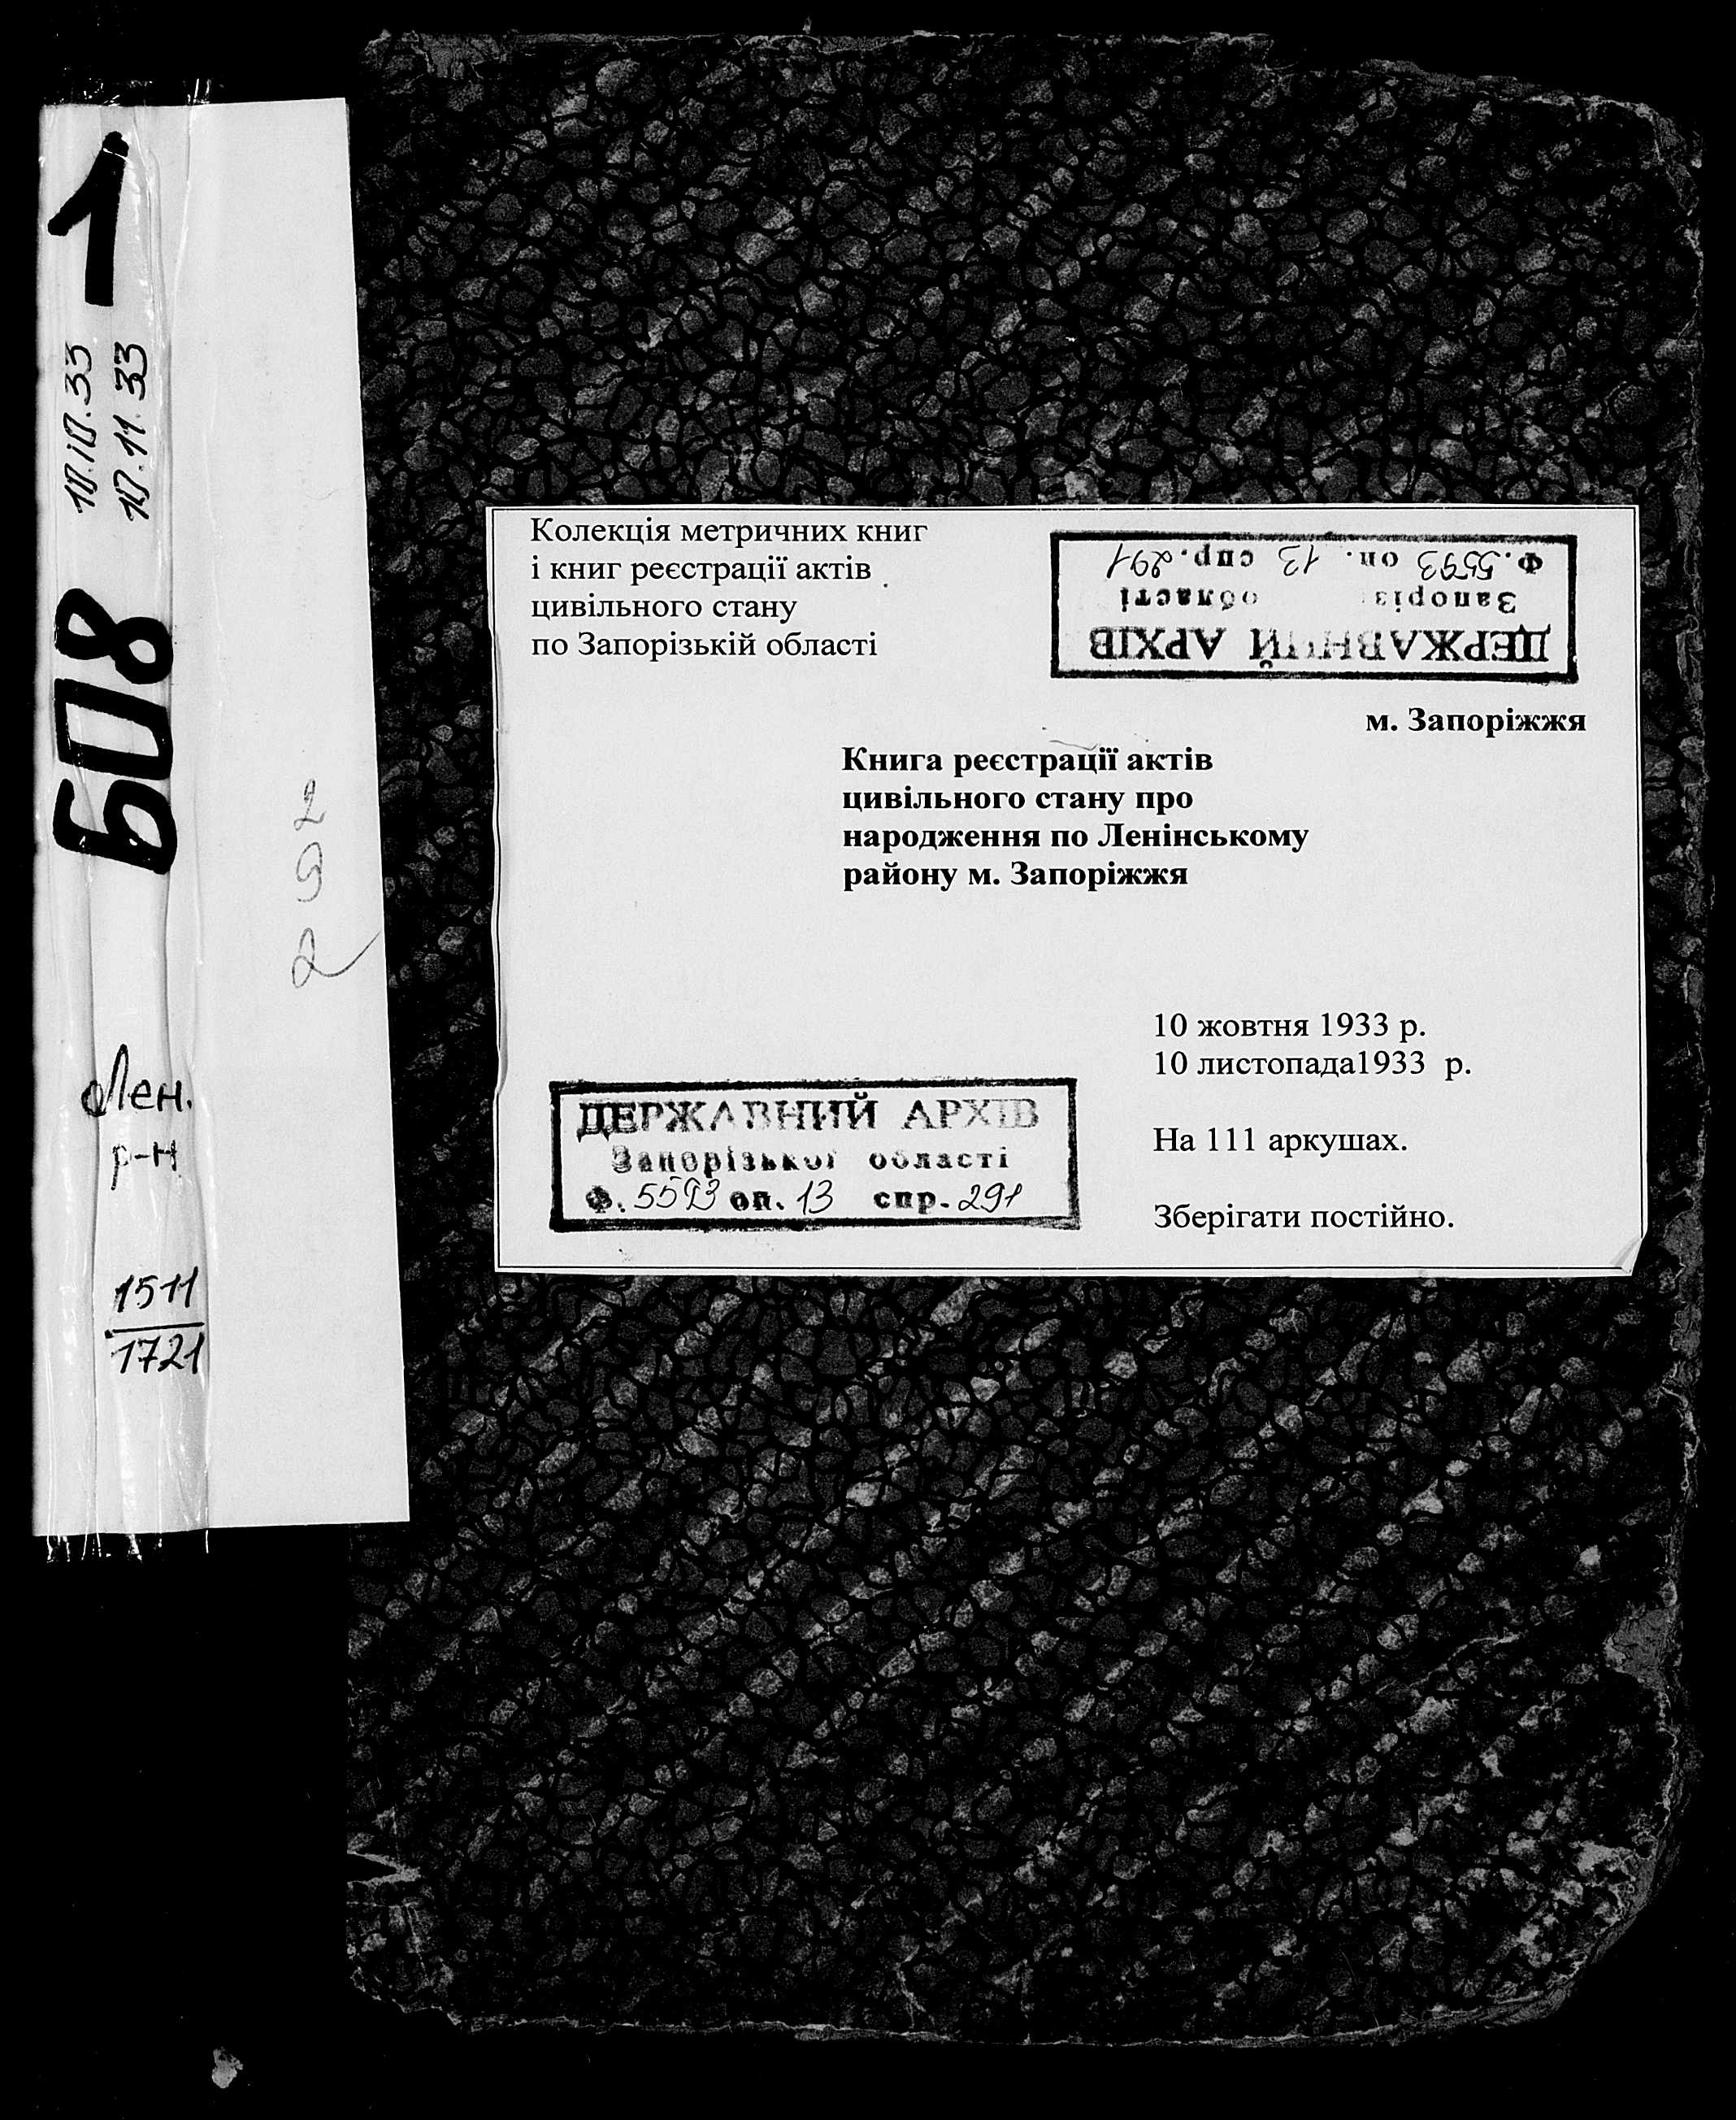 1
10.10.33
10.11.33
608
292
Лен.
р-н
1511
1721
Колекція метричних книг
і книг реєстрації актів
цивільного стану
по Запорізькій області
ДЕРЖАВНИЙ АРХІВ
Запоріз області
Ф. 5593 оп. 13 спр. 291
м. Запоріжжя
Книга реєстрації актів
цивільного стану про
народження по Ленінському
району м. Запоріжжя
10 жовтня 1933 р.
10 листопада1933 р.
На 111 аркушах.
Зберігати постійно.
ДЕРЖАВНИЙ АРХІВ
Запорізької області
Ф. 5593 оп. 13 спр. 291